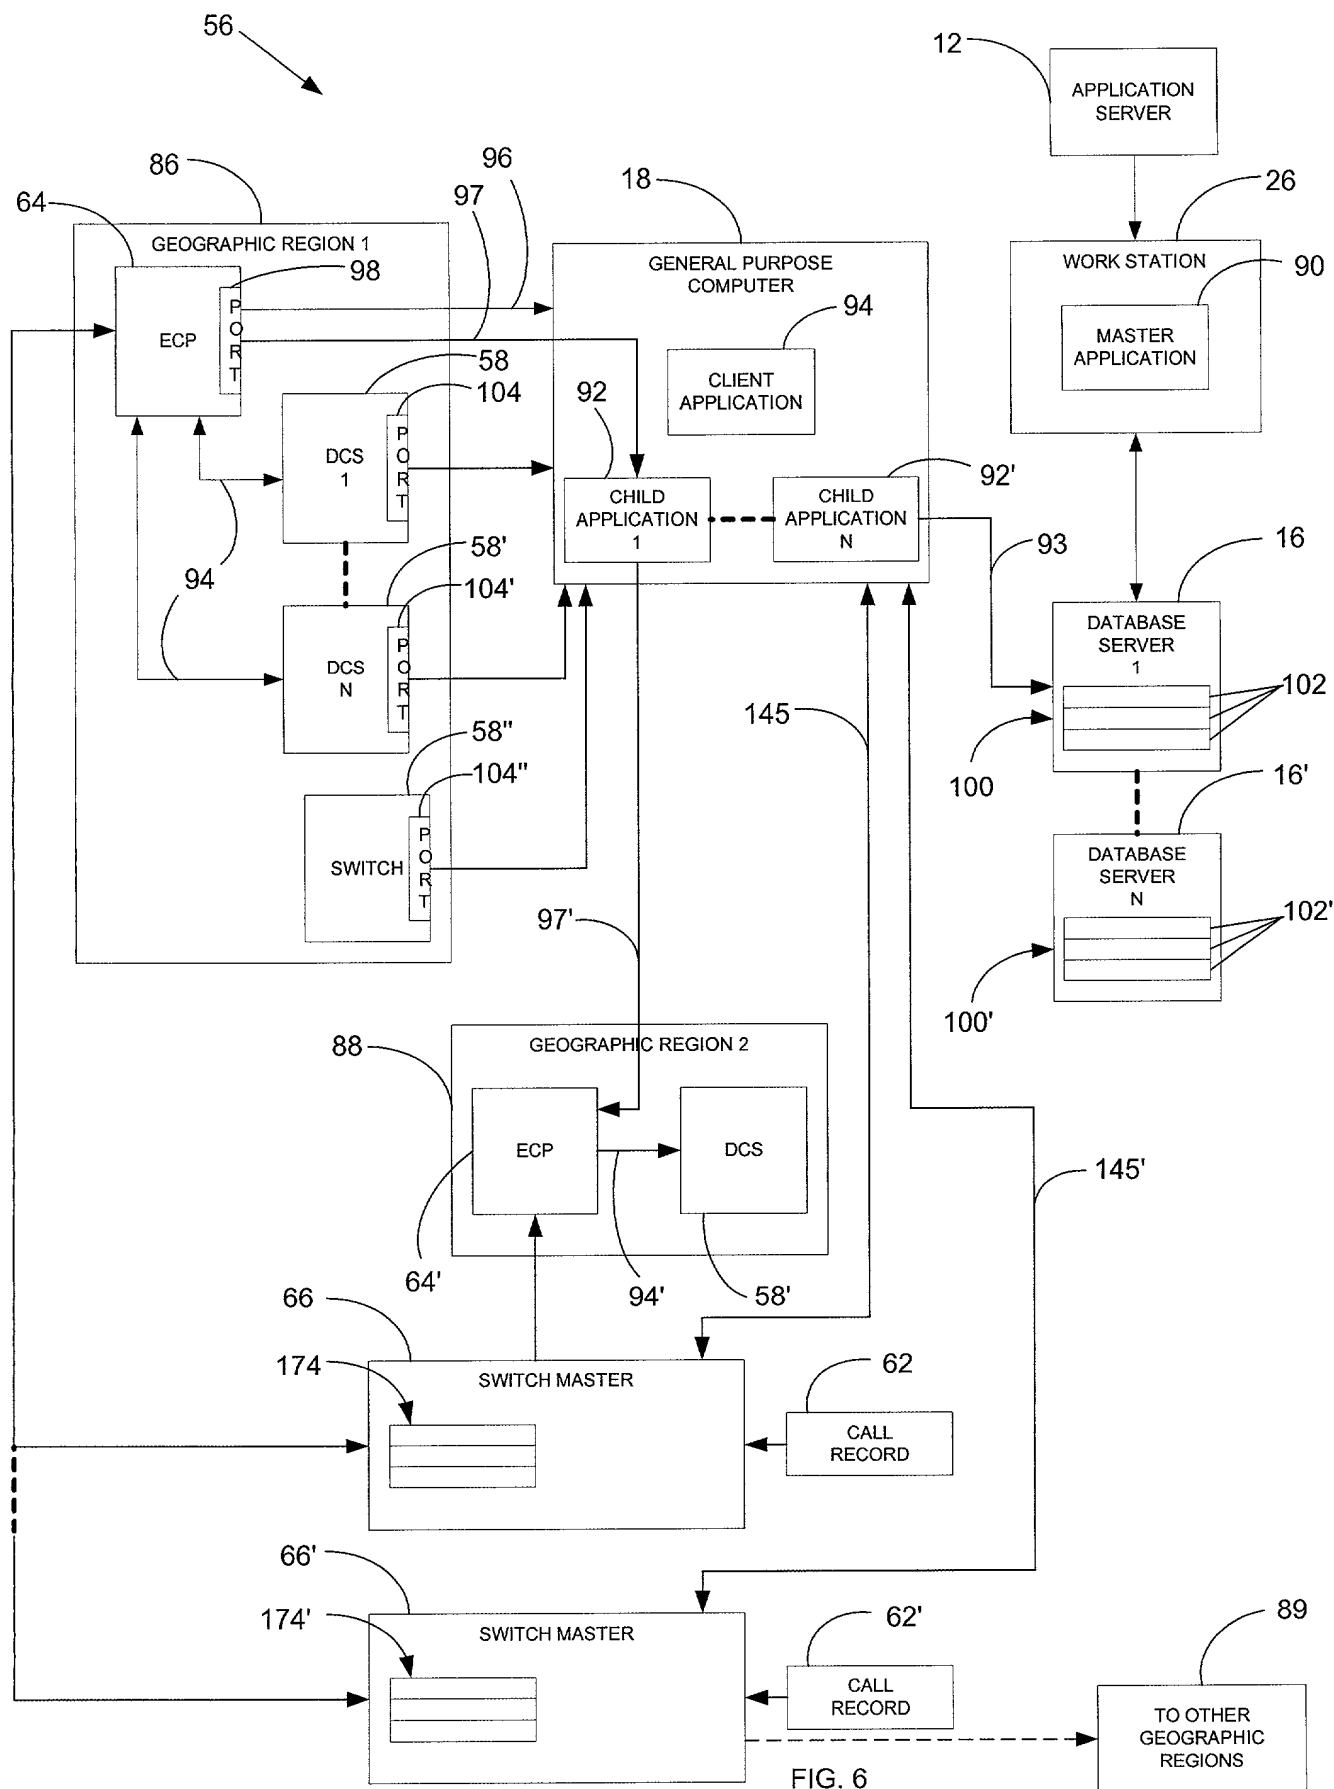 56
12
APPLICATION
SERVER
86
96
18
26
64
97
GEOGRAPHIC REGION 1
98
GENERAL PURPOSE
COMPUTER
WORK STATION
90
94
ECP
PORT
MASTER
APPLICATION
58
104
CLIENT
APPLICATION
92
DCS
1
PORT
92'
CHILD
APPLICATION
1
CHILD
APPLICATION
N
93
16
58'
94
104'
DATABASE
SERVER
1
DCS
N
PORT
102
145
58"
104"
100
16'
SWITCH
PORT
DATABASE
SERVER
N
97'
102'
100'
88
GEOGRAPHIC REGION 2
ECP
DCS
145'
64'
94'
58'
66
174
SWITCH MASTER
62
CALL
RECORD
66'
174'
SWITCH MASTER
62'
CALL
RECORD
89
TO OTHER
GEOGRAPHIC
REGIONS
FIG. 6